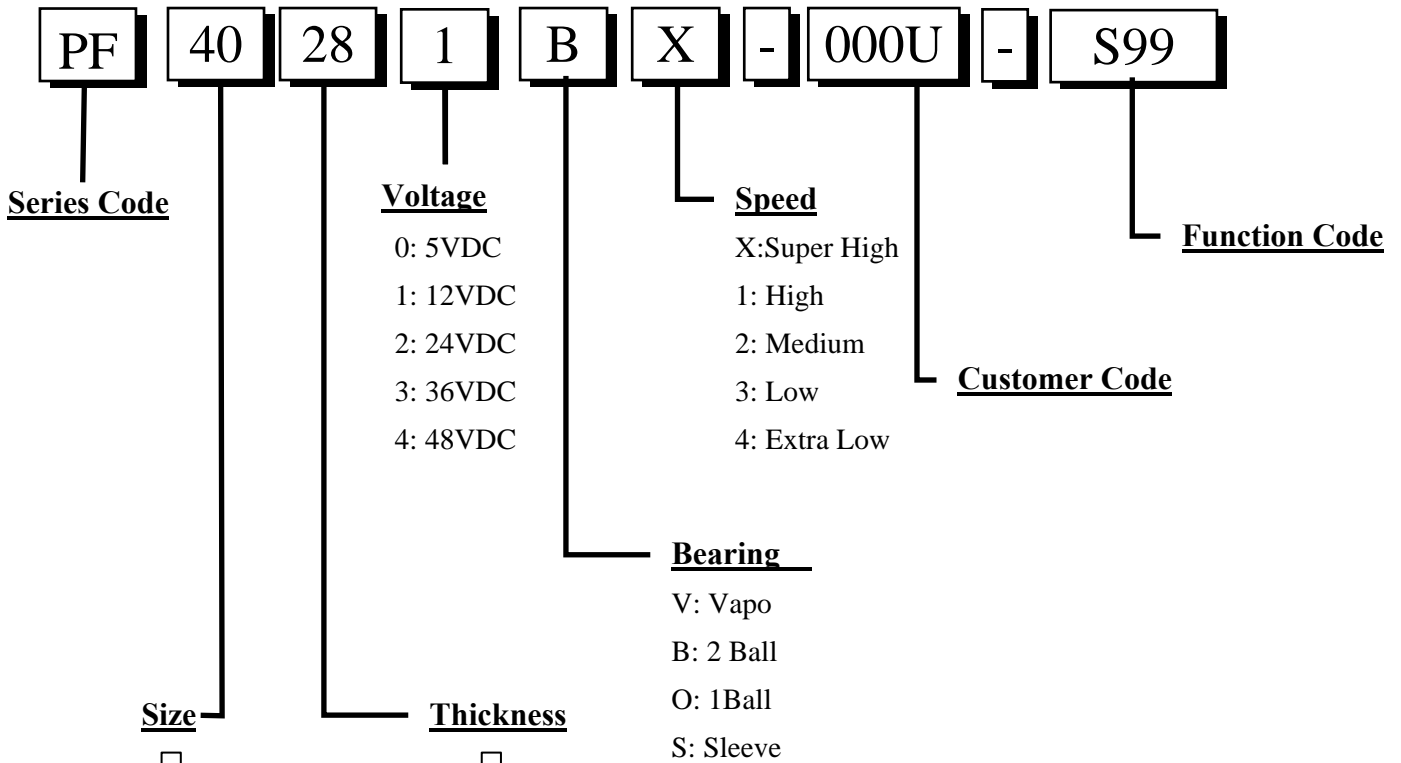 PF 40 28 1 B X - 000U - S99
Series Code
Voltage
0: 5VDC
1: 12VDC
2: 24VDC
3: 36VDC
4: 48VDC
Speed
X:Super High
1: High
2: Medium
3: Low
4: Extra Low
Function Code
Customer Code
Bearing
V: Vapo
B: 2 Ball
O: 1Ball
S: Sleeve
Size
Thickness